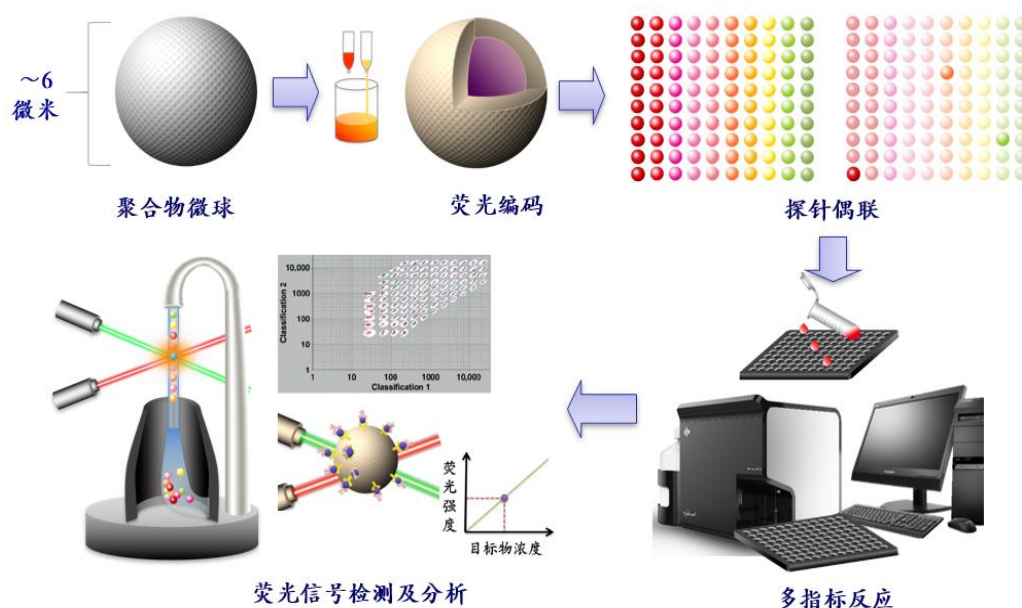 ~6
微米
聚合物微球
荧光编码
探针偶联
10,000
1000
100
10
1
Classification 2
1
10
100
1000
10,000
Classification 1
荧光强度
目标物浓度
荧光信号检测及分析
多指标反应